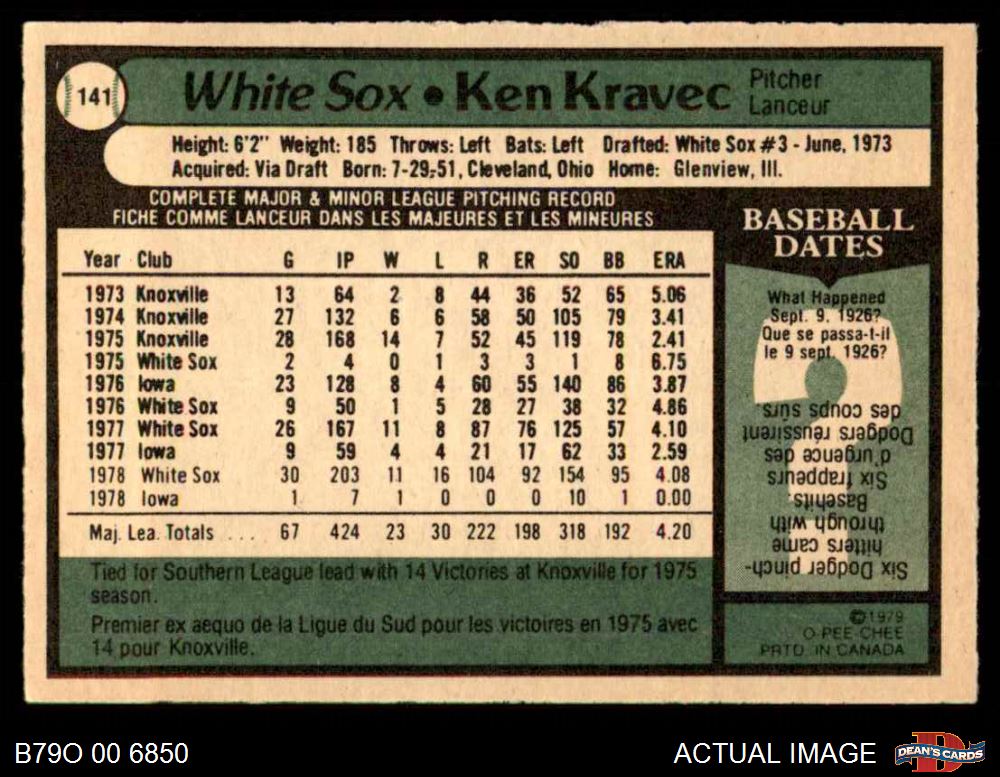 141
White Sox • Ken Kravec
Pitcher
Lanceur
Height: 6'2" Weight: 185 Throws: Left Bats: Left Drafted: White Sox #3 - June, 1973
Acquired: Via Draft Born: 7-29-51, Cleveland, Ohio Home: Glenview, Ill.
COMPLETE MAJOR & MINOR LEAGUE PITCHING RECORD
FICHE COMME LANCEUR DANS LES MAJEURES ET LES MINEURES
Year Club G IP W L R ER SO BB ERA
1973 Knoxville 13 64 2 8 44 36 52 65 5.06
1974 Knoxville 27 132 6 6 58 50 105 79 3.41
1975 Knoxville 28 168 14 7 52 45 119 78 2.41
1975 White Sox 2 4 0 1 3 3 1 8 6.75
1976 Iowa 23 128 8 4 60 55 140 86 3.87
1976 White Sox 9 50 1 5 28 27 38 32 4.86
1977 White Sox 26 167 11 8 87 76 125 57 4.10
1977 Iowa 9 59 4 4 21 17 62 33 2.59
1978 White Sox 30 203 11 16 104 92 154 95 4.08
1978 Iowa 1 7 1 0 0 0 10 1 0.00
Maj. Lea. Totals .... 67 424 23 30 222 198 318 192 4.20
Tied for Southern League lead with 14 Victories at Knoxville for 1975
season.
Premier ex aequo de la Ligue du Sud pour les victoires en 1975 avec
14 pour Knoxville.
BASEBALL
DATES
What Happened
Sept. 9, 1926?
Que se passa-t-il
le 9 sept. 1926?
Six Dodger pinch-
hitters came
through with
Basehits.
Six frappeurs
d'urgence des
Dodgers réussirent
des coups sûrs
©1979
O-PEE-CHEE
PRTD. IN CANADA
B79O 00 6850
ACTUAL IMAGE
D
DEAN'S CARDS